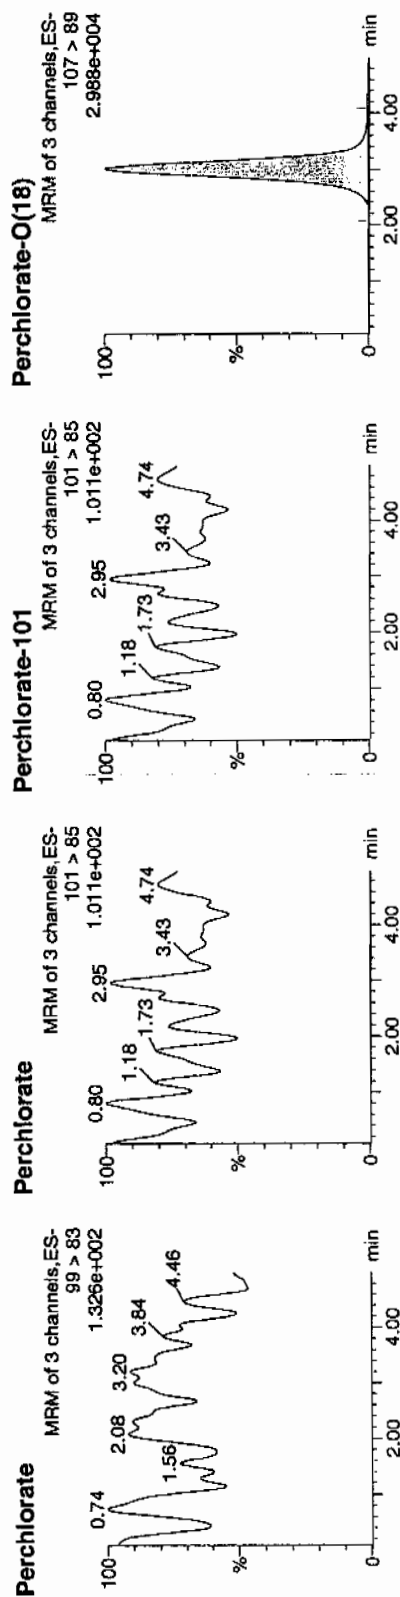 Perchlorate
MRM of 3 channels,ES-
99 > 83
1.326e+002
100
%
0
0.74
1.56
2.08
3.20
3.84
4.46
2.00
4.00
min
Perchlorate
MRM of 3 channels,ES-
101 > 85
1.011e+002
100
%
0
0.80
1.18
1.73
2.95
3.43
4.74
2.00
4.00
min
Perchlorate-101
MRM of 3 channels,ES-
101 > 85
1.011e+002
100
%
0
0.80
1.18
1.73
2.95
3.43
4.74
2.00
4.00
min
Perchlorate-O(18)
MRM of 3 channels,ES-
107 > 89
2.988e+004
100
%
0
2.00
4.00
min